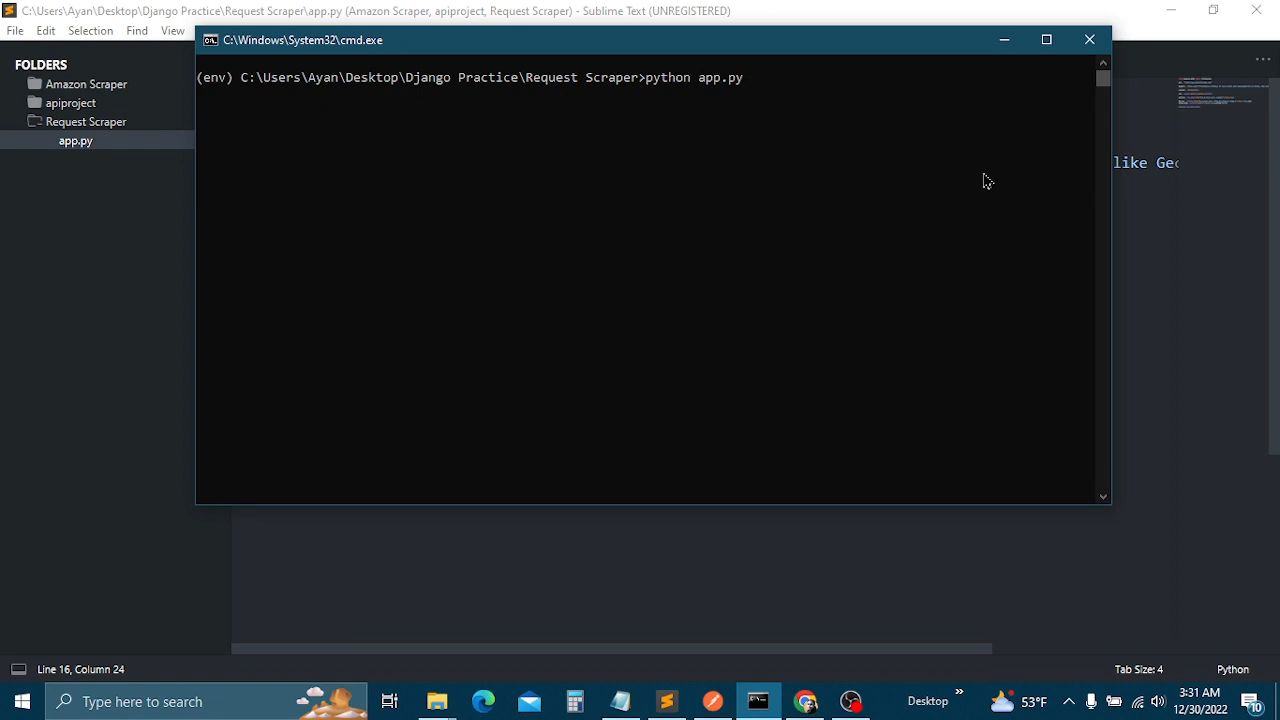 C:\Users\Ayan\Desktop\Django Practice\Request Scraper\app.py (Amazon Scraper, apiproject, Request Scraper) - Sublime Text (UNREGISTERED)
File Edit Selection Find View
C:\Windows\System32\cmd.exe
(env) C:\Users\Ayan\Desktop\Django Practice\Request Scraper>python app.py
FOLDERS
Amazon Scraper
apiproject
Request Scraper
app.py
like Gec
Line 16, Column 24
Tab Size: 4
Python
Type here to search
Desktop
53°F
3:31 AM
12/30/2022
10